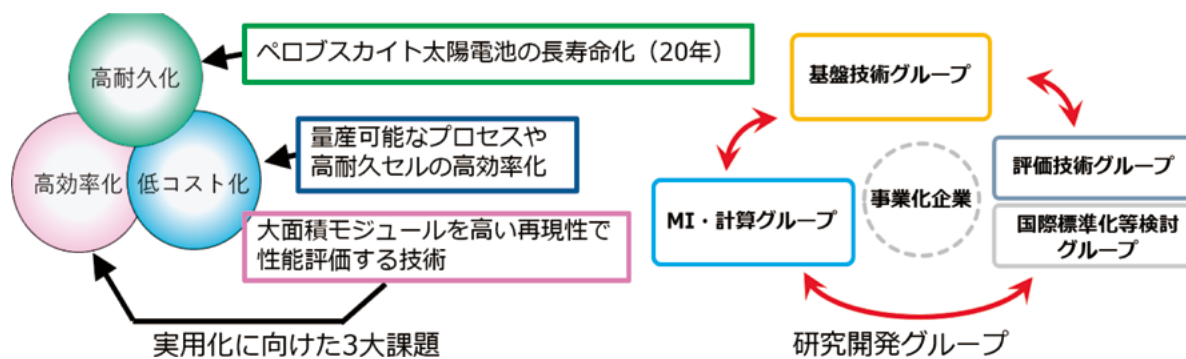 高耐久化
高効率化
低コスト化
ペロブスカイト太陽電池の長寿命化（20年）
量産可能なプロセスや
高耐久セルの高効率化
大面積モジュールを高い再現性で
性能評価する技術
実用化に向けた3大課題
基盤技術グループ
評価技術グループ
国際標準化等検討
グループ
事業化企業
MI・計算グループ
研究開発グループ